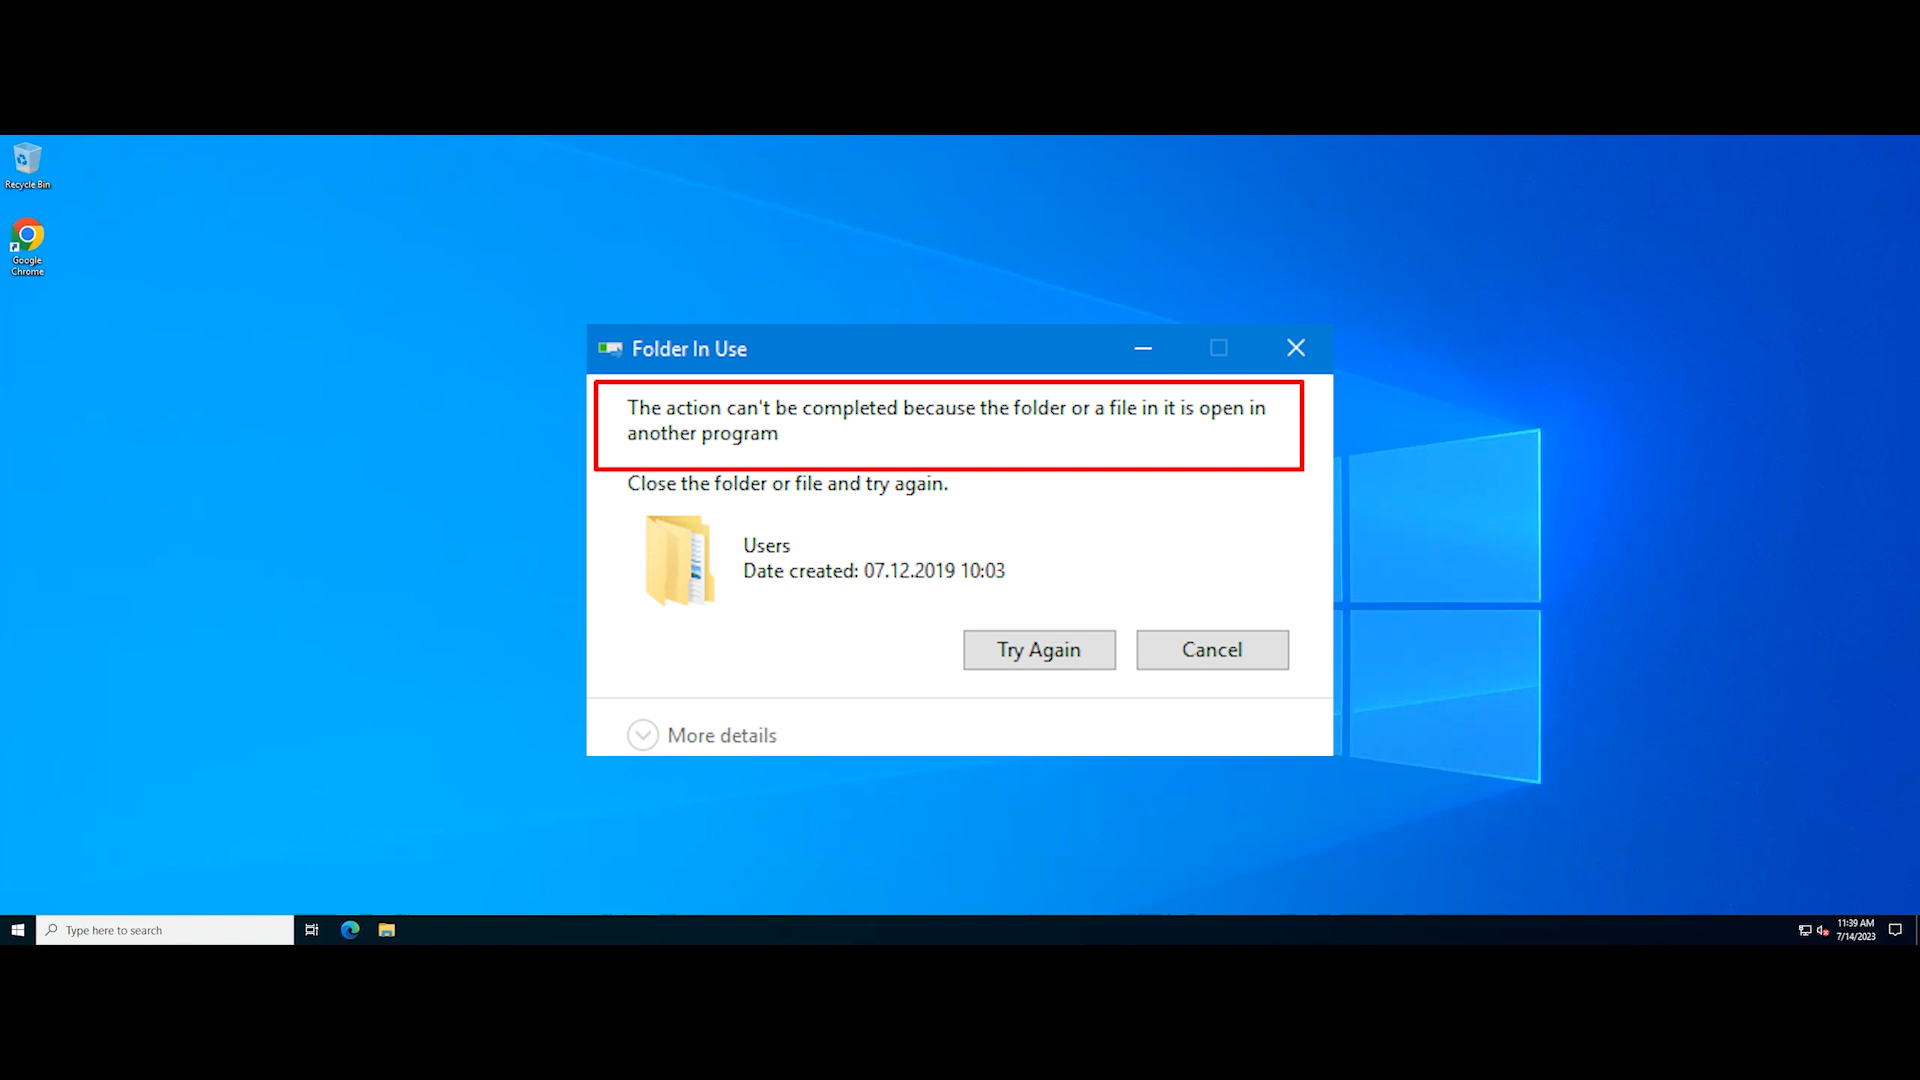 Recycle Bin
Google
Chrome
Folder In Use
The action can't be completed because the folder or a file in it is open in
another program
Close the folder or file and try again.
Users
Date created: 07.12.2019 10:03
Try Again
Cancel
More details
Type here to search
11:39 AM
7/14/2023